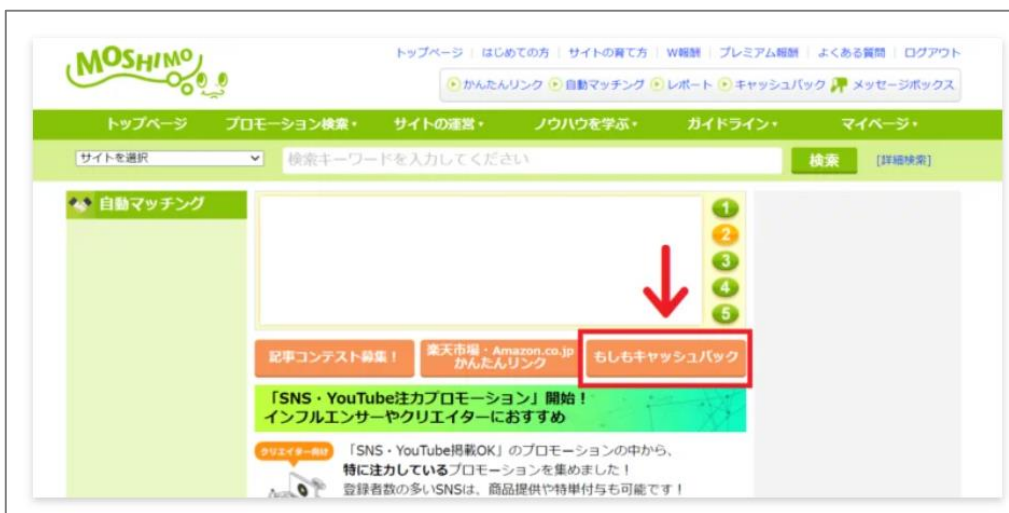 MOSHIMO
トップページ | はじめての方 | サイトの育て方 | W報酬 | プレミアム報酬 | よくある質問 | ログアウト
かんたんリンク 自動マッチング レポート キャッシュバック メッセージボックス
トップページ プロモーション検索 サイトの運営 ノウハウを学ぶ ガイドライン マイページ
サイトを選択 検索キーワードを入力してください 検索 [詳細検索]
自動マッチング
1
2
3
4
5
記事コンテスト募集！
楽天市場・Amazon.co.jp
かんたんリンク
もしもキャッシュバック
「SNS・YouTube注力プロモーション」開始！
インフルエンサーやクリエイターにおすすめ
クリエイター向け
「SNS・YouTube掲載OK」のプロモーションの中から、
特に注力しているプロモーションを集めました！
登録者数の多いSNSは、商品提供や特単付与も可能です！